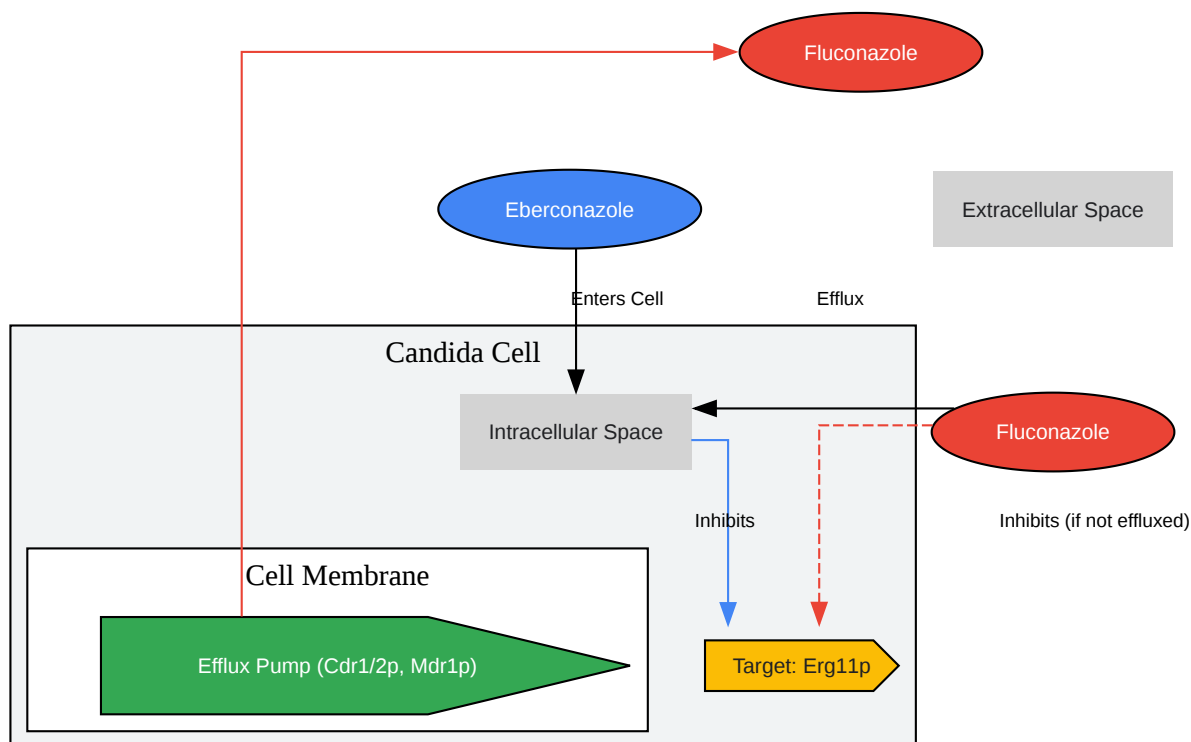 Fluconazole
Eberconazole
Extracellular Space
Enters Cell
Efflux
Candida Cell
Intracellular Space
Fluconazole
Inhibits
Inhibits (if not effluxed)
Cell Membrane
Efflux Pump (Cdr1/2p, Mdr1p)
Target: Erg11p